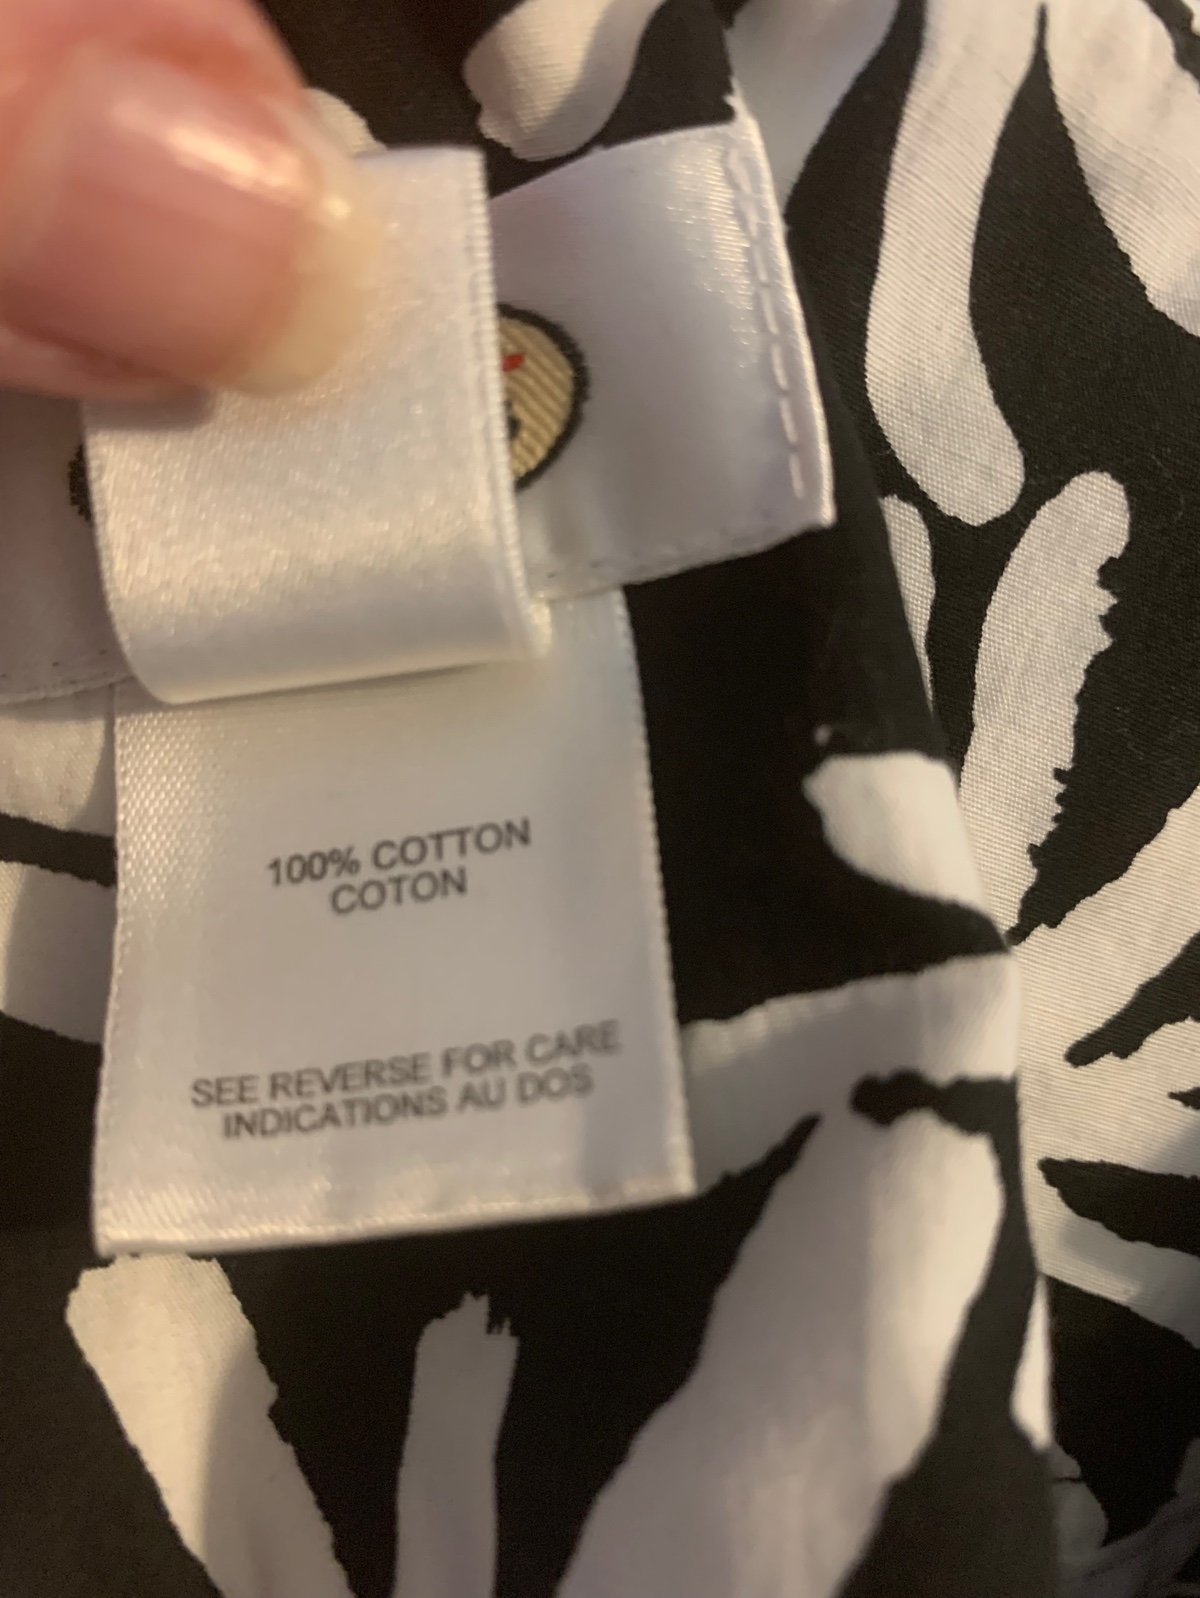 100% COTTON
COTON
SEE REVERSE FOR CARE
INDICATIONS AU DOS